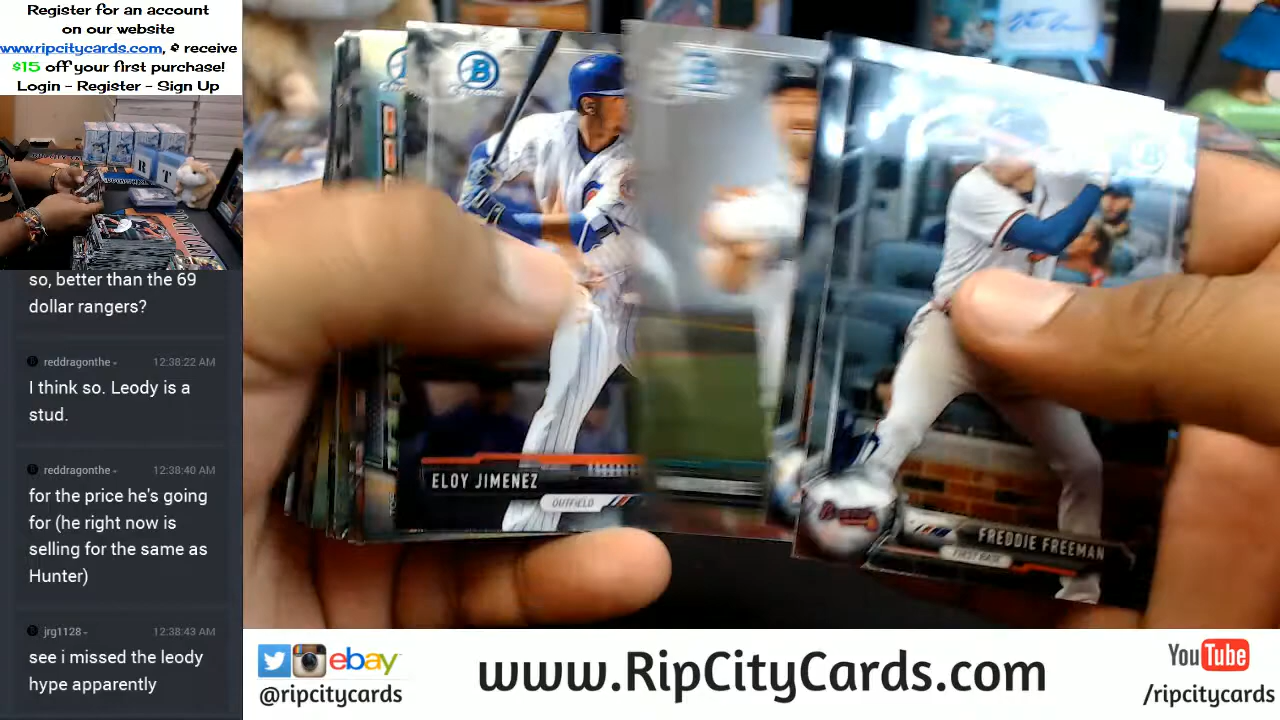 Register for an account
on our website
www.ripcitycards.com, & receive
$15 off your first purchase!
Login - Register - Sign Up
so, better than the 69
dollar rangers?
reddragonthe
12:38:22 AM
I think so. Leody is a
stud.
reddragonthe
12:38:40 AM
for the price he's going
for (he right now is
selling for the same as
Hunter)
jrg1128
12:38:43 AM
see i missed the leody
hype apparently
B
ELOY JIMENEZ
OUTFIELD
Braves
FREDDIE FREEMAN
FIRST BASE
ebay
@ripcitycards
www.RipCityCards.com
YouTube
/ripcitycards